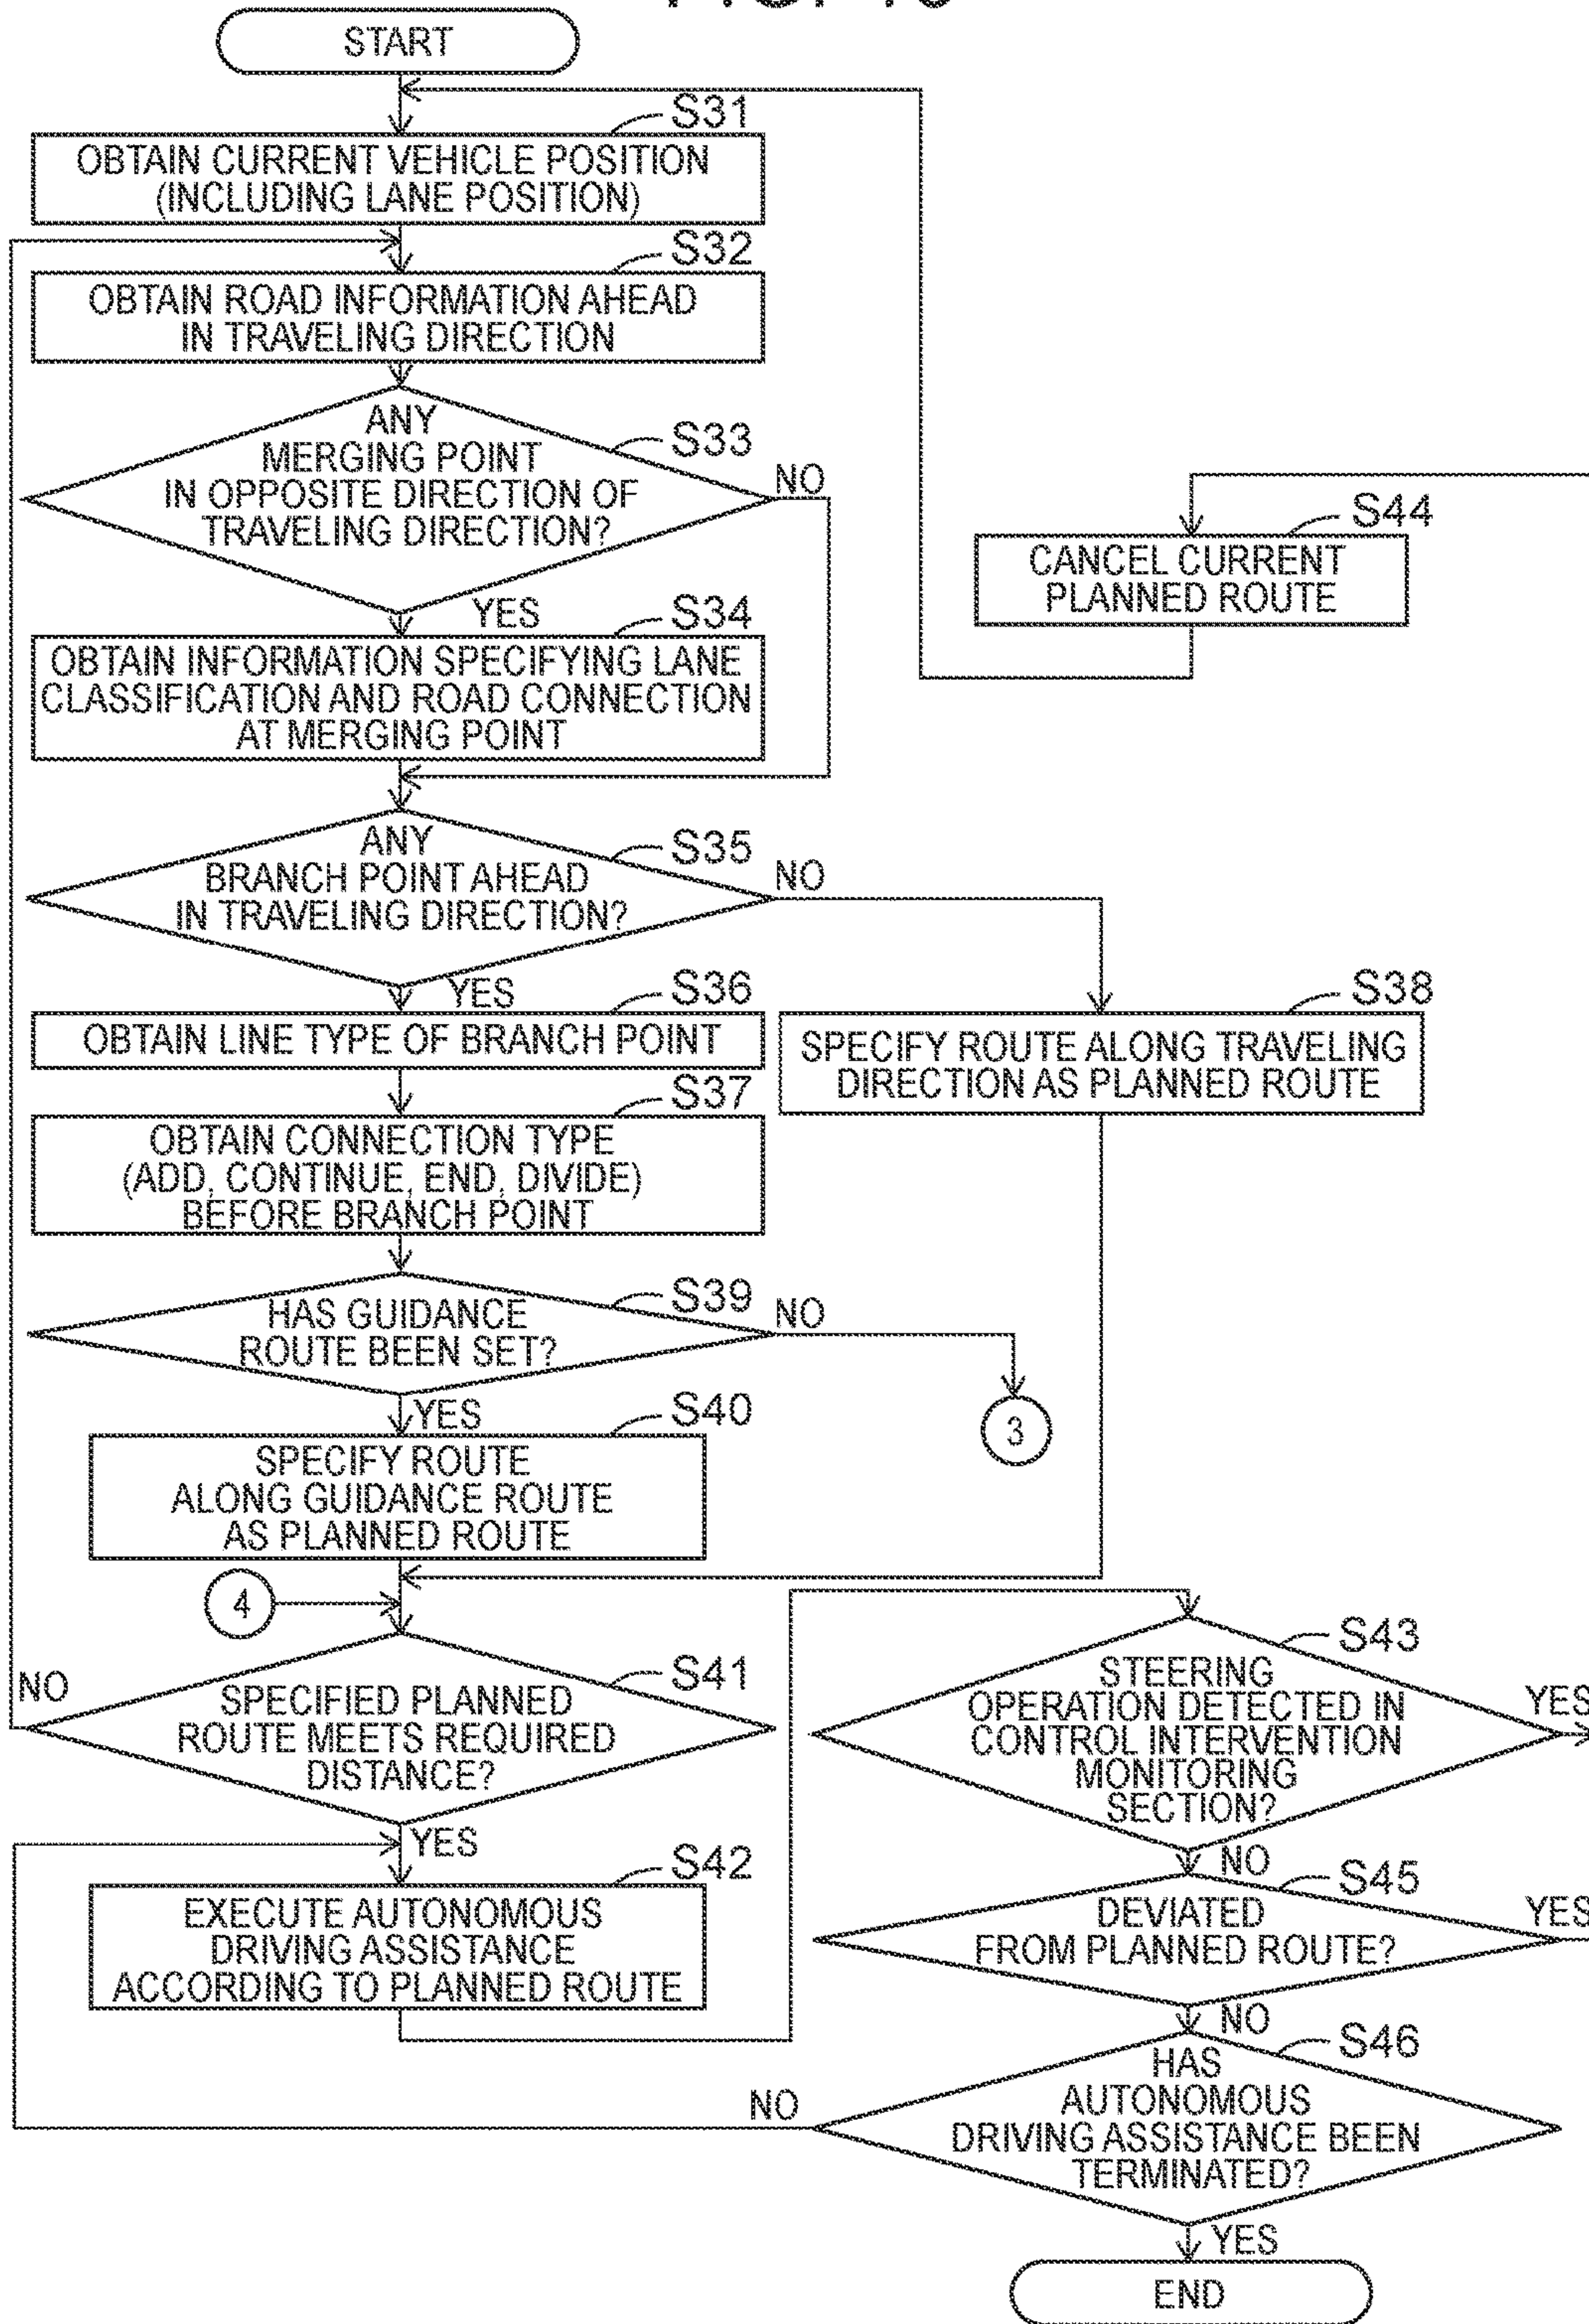 START
S31
OBTAIN CURRENT VEHICLE POSITION
(INCLUDING LANE POSITION)
S32
OBTAIN ROAD INFORMATION AHEAD
IN TRAVELING DIRECTION
S33
ANY
MERGING POINT
IN OPPOSITE DIRECTION OF
TRAVELING DIRECTION?
NO
YES
S44
CANCEL CURRENT
PLANNED ROUTE
S34
OBTAIN INFORMATION SPECIFYING LANE
CLASSIFICATION AND ROAD CONNECTION
AT MERGING POINT
S35
ANY
BRANCH POINT AHEAD
IN TRAVELING DIRECTION?
NO
YES
S36
OBTAIN LINE TYPE OF BRANCH POINT
S38
SPECIFY ROUTE ALONG TRAVELING
DIRECTION AS PLANNED ROUTE
S37
OBTAIN CONNECTION TYPE
(ADD, CONTINUE, END, DIVIDE)
BEFORE BRANCH POINT
S39
HAS GUIDANCE
ROUTE BEEN SET?
NO
3
YES
S40
SPECIFY ROUTE
ALONG GUIDANCE ROUTE
AS PLANNED ROUTE
4
S41
SPECIFIED PLANNED
ROUTE MEETS REQUIRED
DISTANCE?
NO
YES
S42
EXECUTE AUTONOMOUS
DRIVING ASSISTANCE
ACCORDING TO PLANNED ROUTE
S43
STEERING
OPERATION DETECTED IN
CONTROL INTERVENTION
MONITORING
SECTION?
YES
NO
S45
DEVIATED
FROM PLANNED ROUTE?
YES
NO
S46
HAS
AUTONOMOUS
DRIVING ASSISTANCE BEEN
TERMINATED?
NO
YES
END